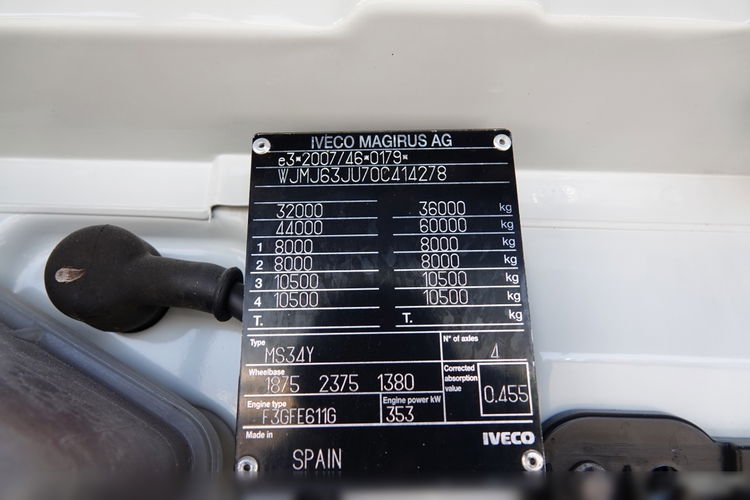 IVECO MAGIRUS AG
e3*2007/46*0179*
WJMJ63JU70C414278
32000 36000 kg
44000 60000 kg
1 8000 8000 kg
2 8000 8000 kg
3 10500 10500 kg
4 10500 10500 kg
T. T. kg
Type MS34Y N° of axles 4
Wheelbase 1875 2375 1380 Corrected absorption value 0.455
Engine type F3GFE611G Engine power kW 353
Made in SPAIN IVECO